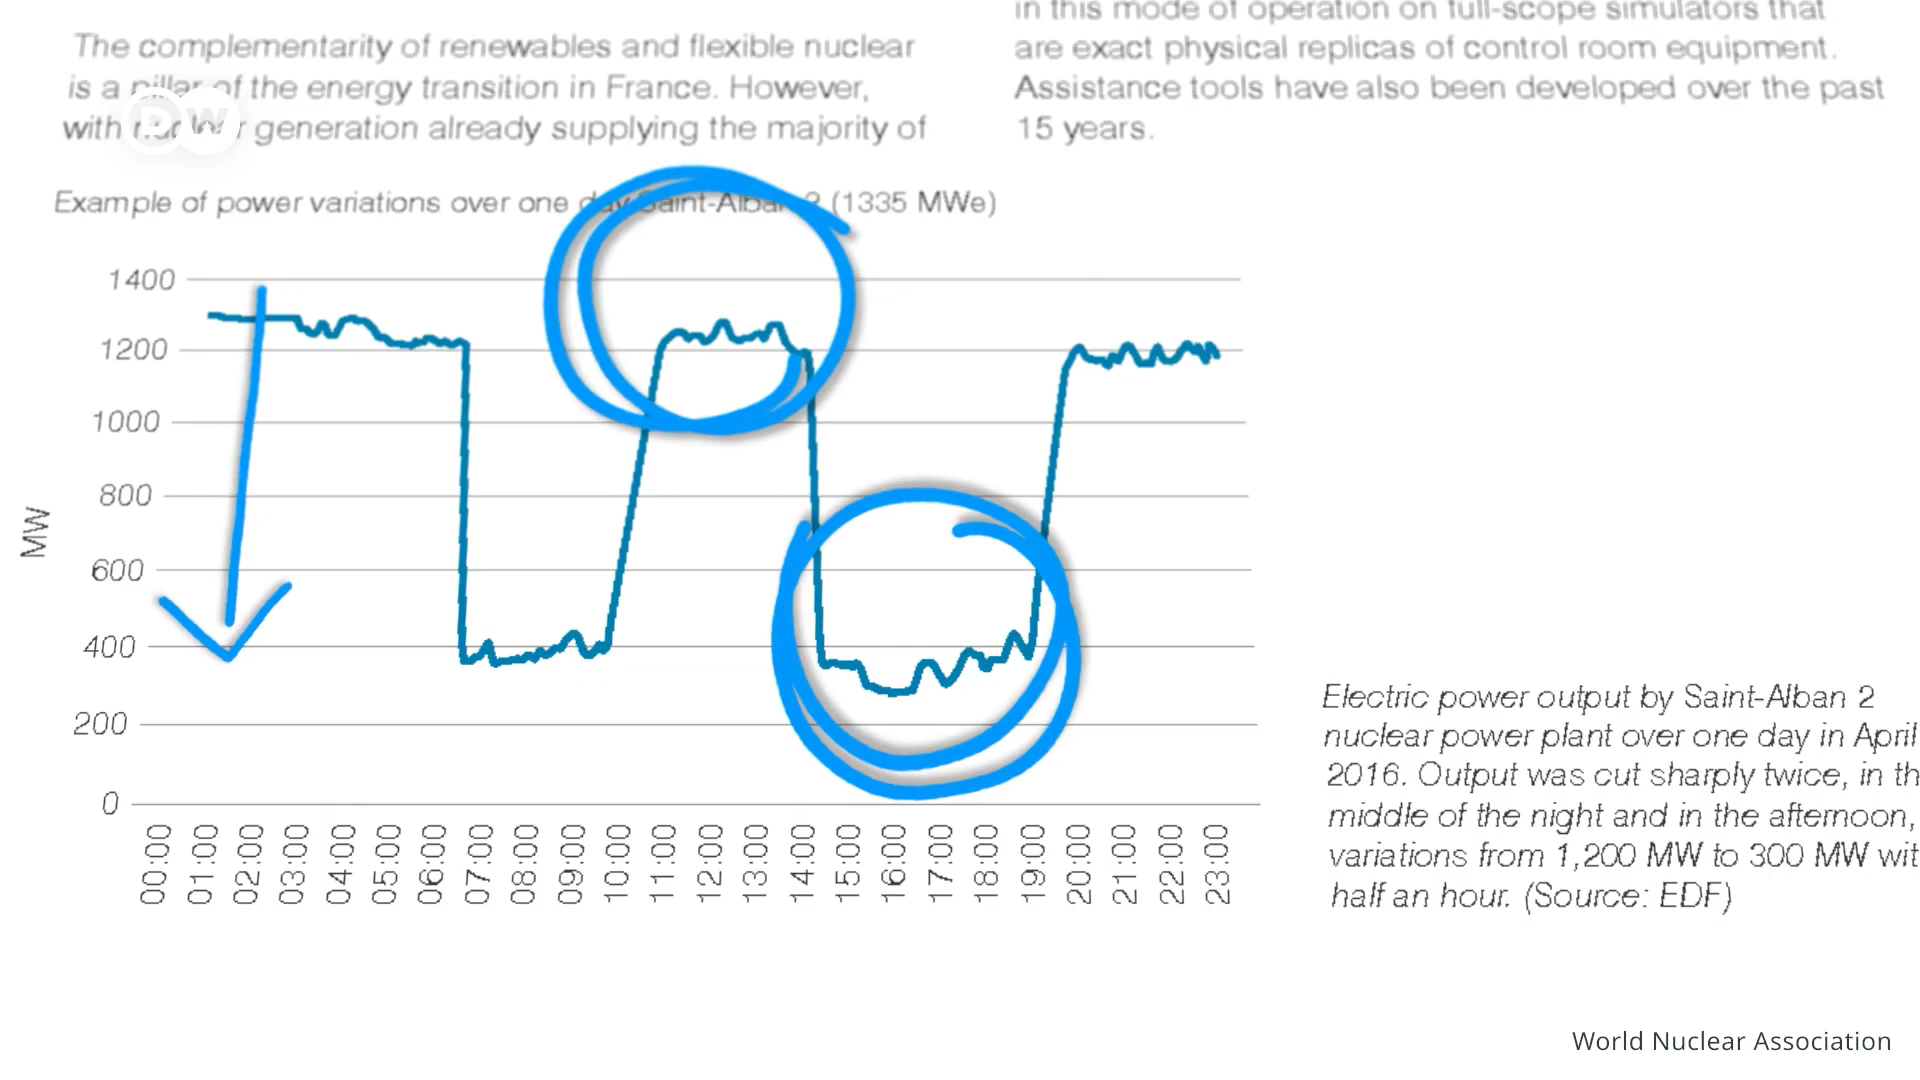 The complementarity of renewables and flexible nuclear
is a pillar of the energy transition in France. However,
with nuclear generation already supplying the majority of
in this mode of operation on full-scope simulators that
are exact physical replicas of control room equipment.
Assistance tools have also been developed over the past
15 years.
DW
Example of power variations over one day Saint-Alban 2 (1335 MWe)
MW
1400
1200
1000
800
600
400
200
0
00:00
01:00
02:00
03:00
04:00
05:00
06:00
07:00
08:00
09:00
10:00
11:00
12:00
13:00
14:00
15:00
16:00
17:00
18:00
19:00
20:00
21:00
22:00
23:00
Electric power output by Saint-Alban 2
nuclear power plant over one day in April
2016. Output was cut sharply twice, in th
middle of the night and in the afternoon,
variations from 1,200 MW to 300 MW wit
half an hour. (Source: EDF)
World Nuclear Association